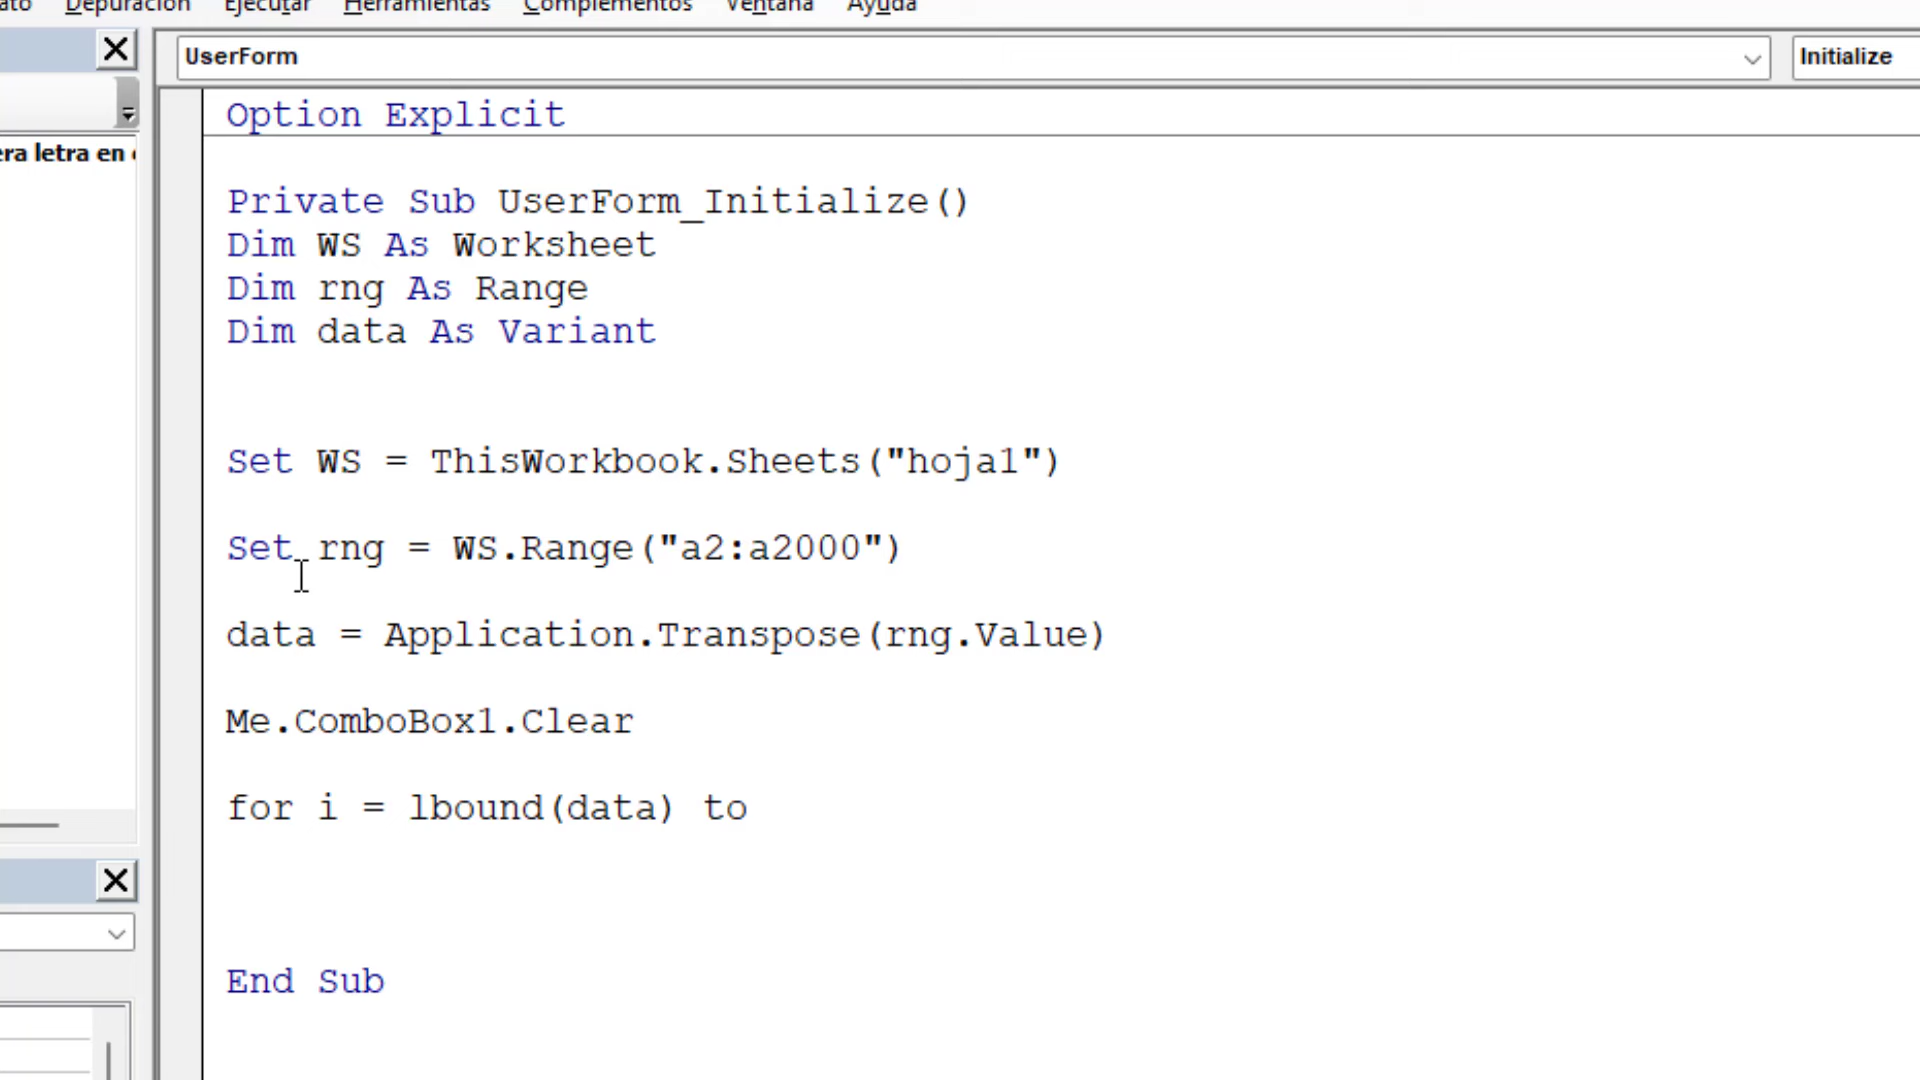 Depuración Ejecutar Herramientas Complementos Ventana Ayuda
UserForm
Initialize
Option Explicit
letra en
Private Sub UserForm_Initialize()
Dim WS As Worksheet
Dim rng As Range
Dim data As Variant
Set WS = ThisWorkbook.Sheets("hoja1")
Set rng = WS.Range("a2:a2000")
data = Application.Transpose(rng.Value)
Me.ComboBox1.Clear
for i = lbound(data) to
End Sub